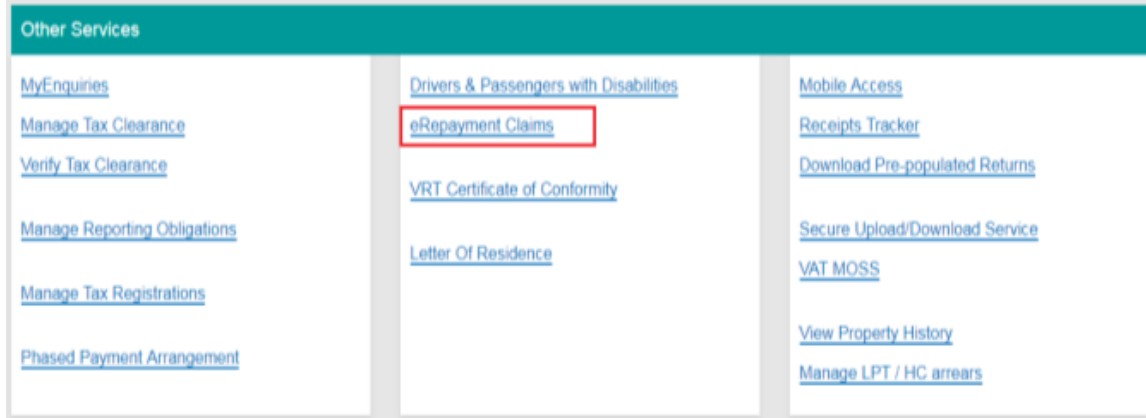 Other Services
MyEnquiries
Manage Tax Clearance
Verify Tax Clearance
Manage Reporting Obligations
Manage Tax Registrations
Phased Payment Arrangement
Drivers & Passengers with Disabilities
eRepayment Claims
VRT Certificate of Conformity
Letter Of Residence
Mobile Access
Receipts Tracker
Download Pre-populated Returns
Secure Upload/Download Service
VAT MOSS
View Property History
Manage LPT / HC arrears